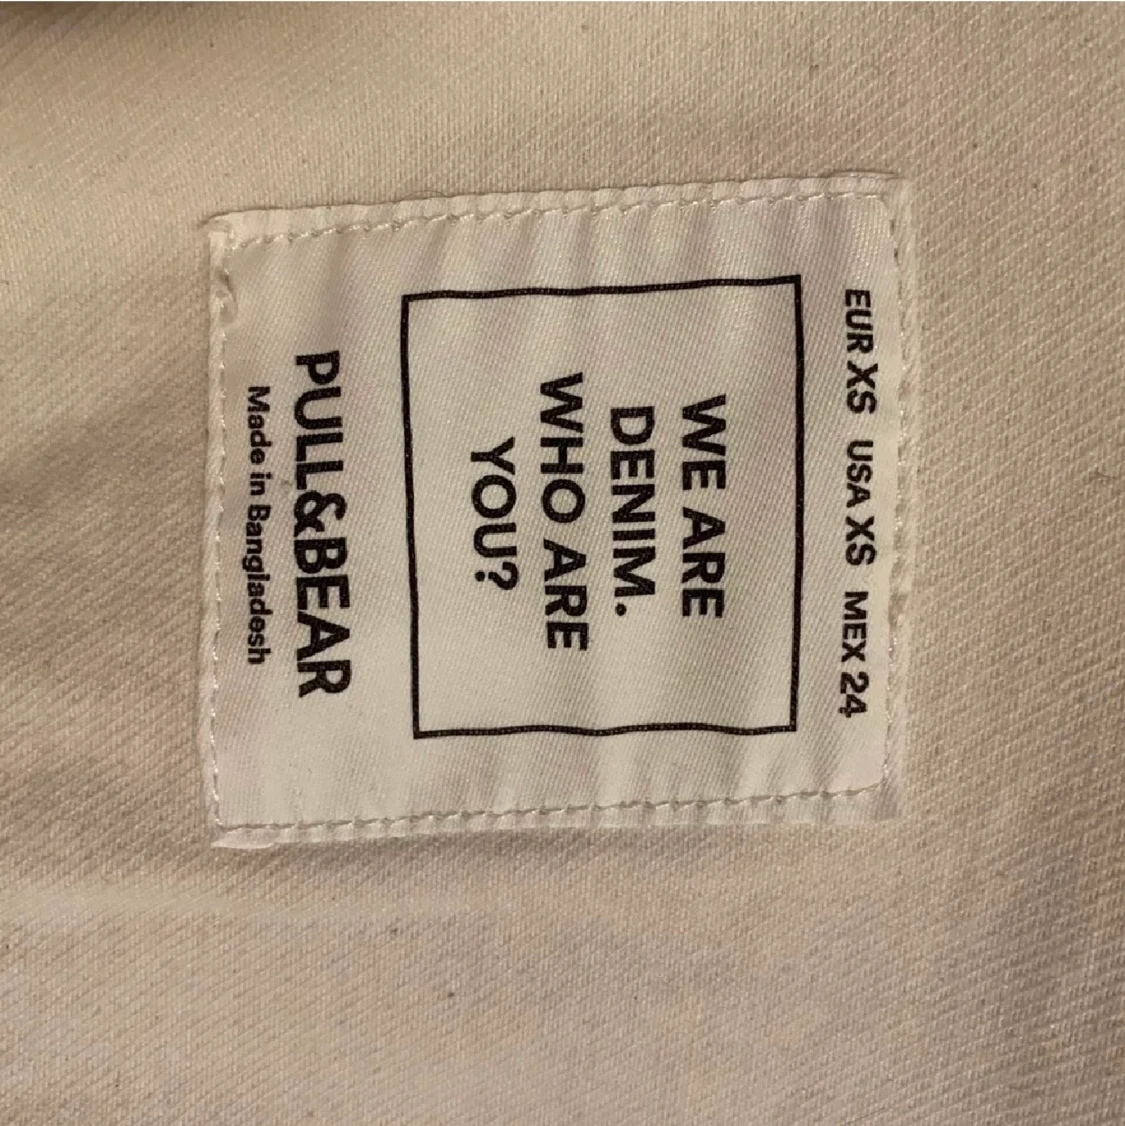 EUR XS USA XS MEX 24
WE ARE
DENIM.
WHO ARE
YOU?
PULL&BEAR
Made in Bangladesh